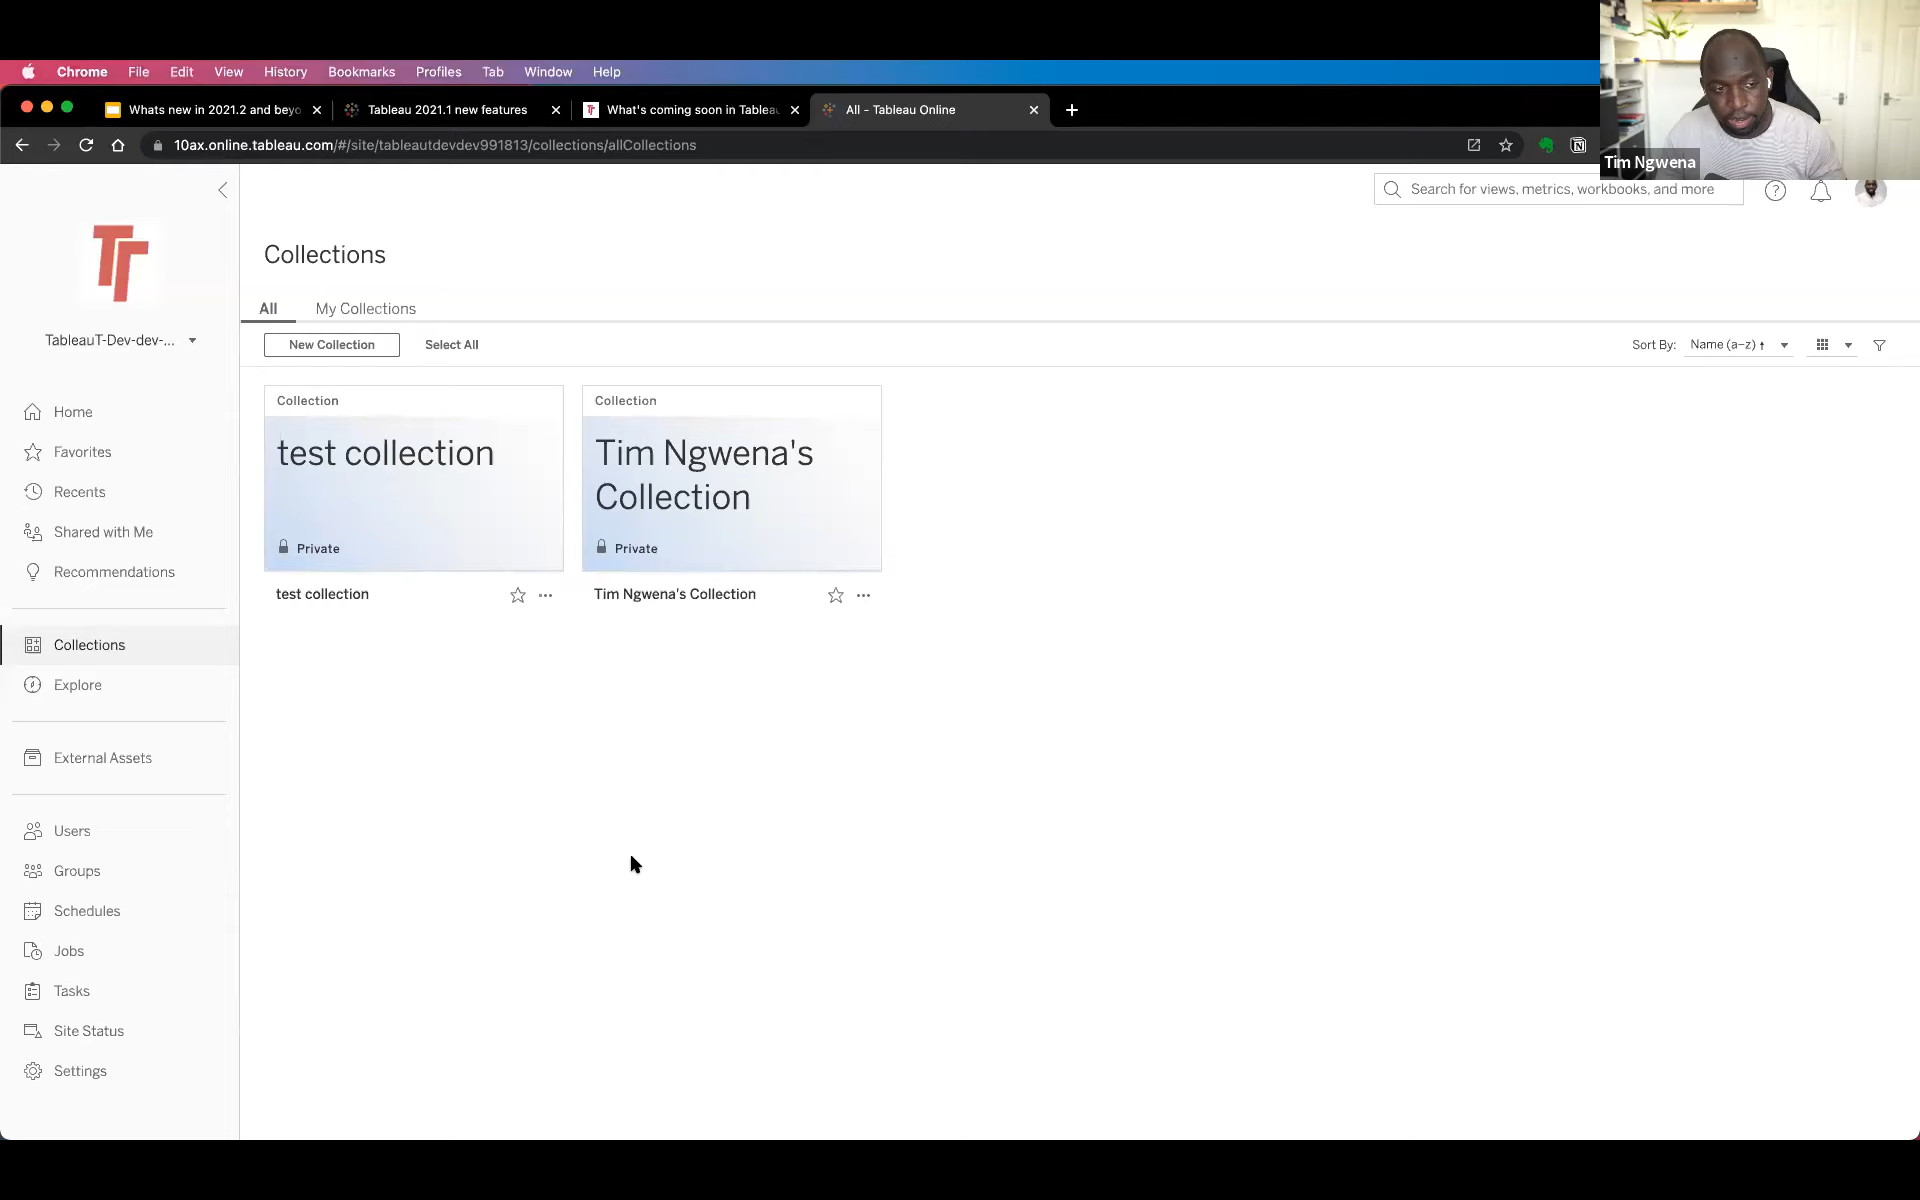 Chrome File Edit View History Bookmarks Profiles Tab Window Help
Whats new in 2021.2 and beyo
Tableau 2021.1 new features
What's coming soon in Tableau
All - Tableau Online
10ax.online.tableau.com/#/site/tableautdevdev991813/collections/allCollections
Tim Ngwena
Search for views, metrics, workbooks, and more
TableauT-Dev-dev-...
Home
Favorites
Recents
Shared with Me
Recommendations
Collections
Explore
External Assets
Users
Groups
Schedules
Jobs
Tasks
Site Status
Settings
Collections
All My Collections
New Collection Select All
Sort By: Name (a–z) ↑
Collection
test collection
Private
test collection
Collection
Tim Ngwena's
Collection
Private
Tim Ngwena's Collection